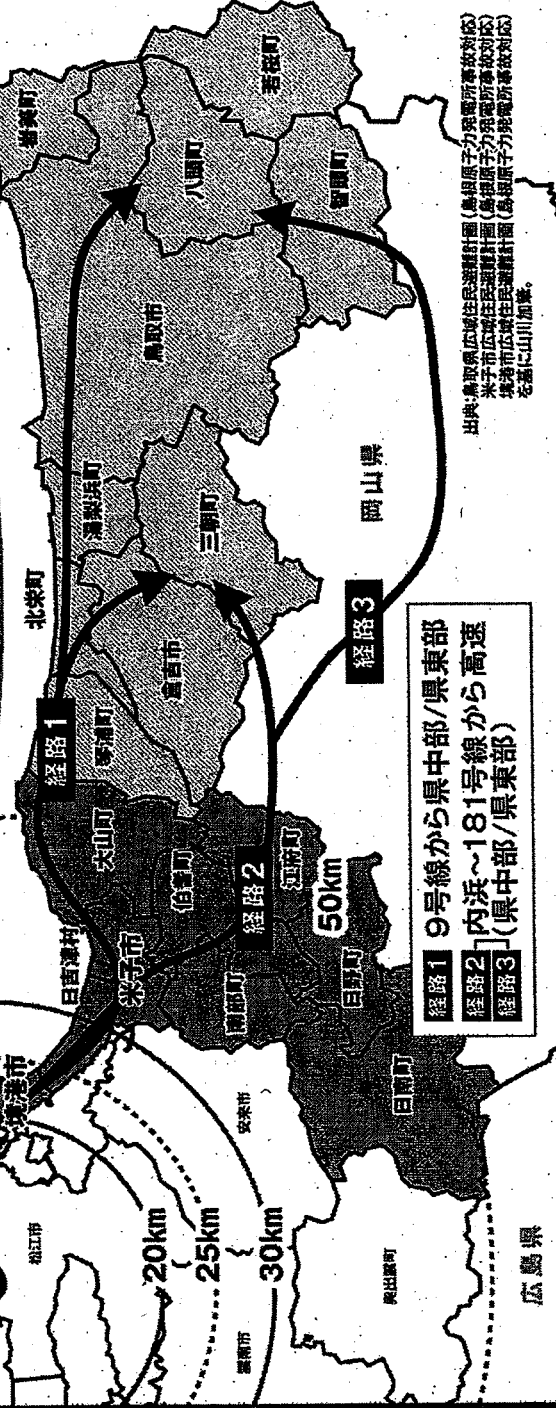 岩美町
若桜町
八頭町
智頭町
鳥取市
湯梨浜町
三朝町
北栄町
倉吉市
琴浦町
岡山県
経路1
経路3
大山町
伯耆町
経路2
江府町
50km
日吉津村
米子市
南部町
日野町
日南町
境港市
安来市
松江市
20km
25km
30km
雲南市
奥出雲町
広島県
経路1 9号線から県中部/県東部
経路2]内浜~181号線から高速
経路3](県中部/県東部)
出典:鳥取県広域住民避難計画(島根原子力発電所事故対応)
米子市広域住民避難計画(島根原子力発電所事故対応)
境港市広域住民避難計画(島根原子力発電所事故対応)
を基に山川加筆。